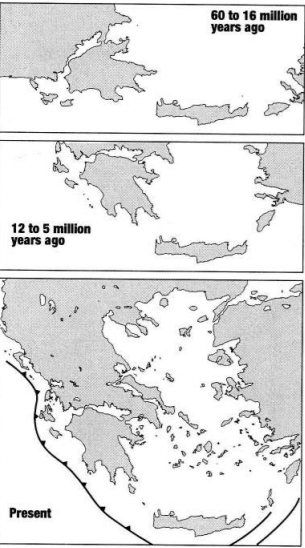 60 to 16 million
years ago
12 to 5 million
years ago
Present